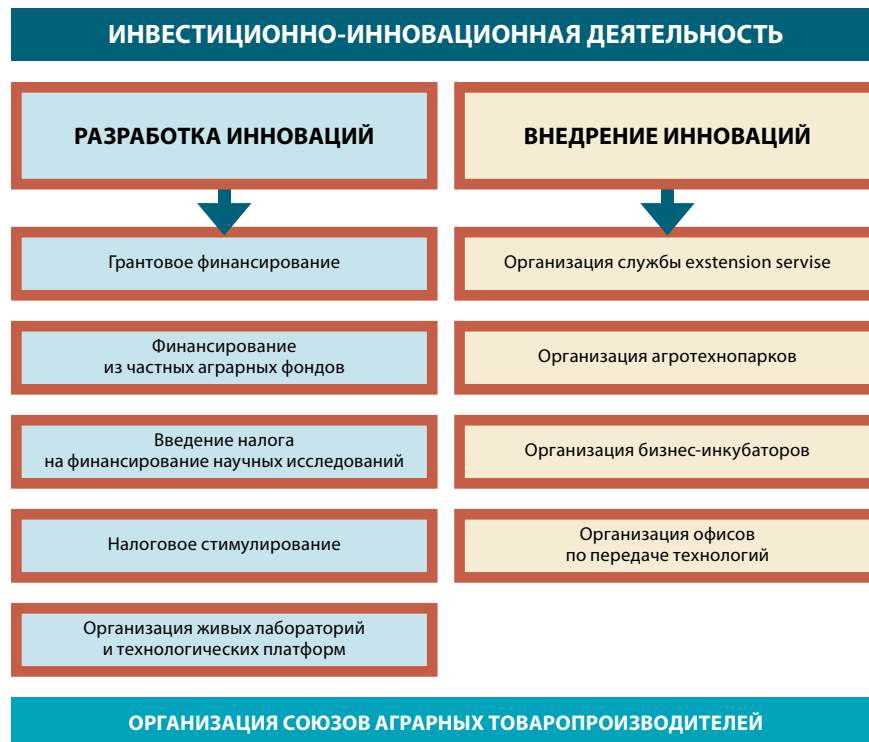 ИНВЕСТИЦИОННО-ИННОВАЦИОННАЯ ДЕЯТЕЛЬНОСТЬ
РАЗРАБОТКА ИННОВАЦИЙ
Грантовое финансирование
Финансирование
из частных аграрных фондов
Введение налога
на финансирование научных исследований
Налоговое стимулирование
Организация живых лабораторий
и технологических платформ
ВНЕДРЕНИЕ ИННОВАЦИЙ
Организация службы exstension servise
Организация агротехнопарков
Организация бизнес-инкубаторов
Организация офисов
по передаче технологий
ОРГАНИЗАЦИЯ СОЮЗОВ АГРАРНЫХ ТОВАРОПРОИЗВОДИТЕЛЕЙ